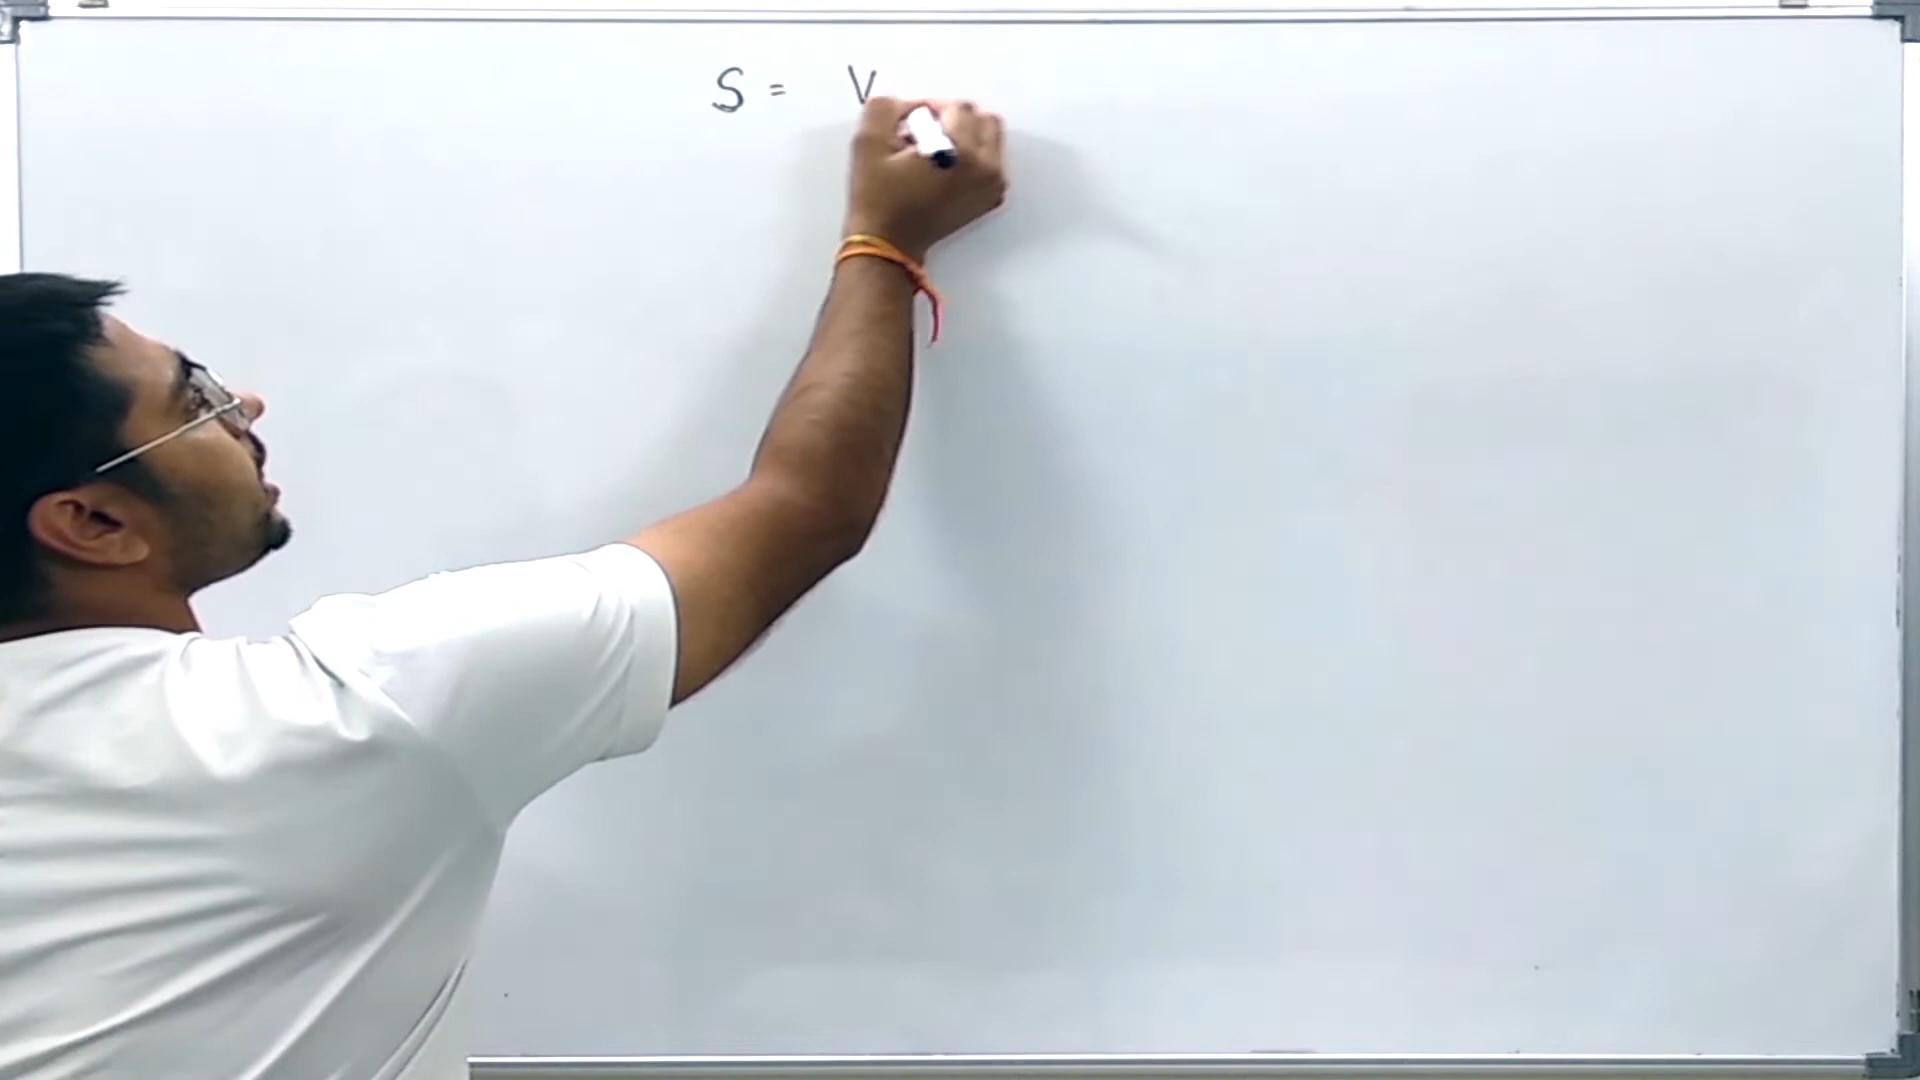 S = V